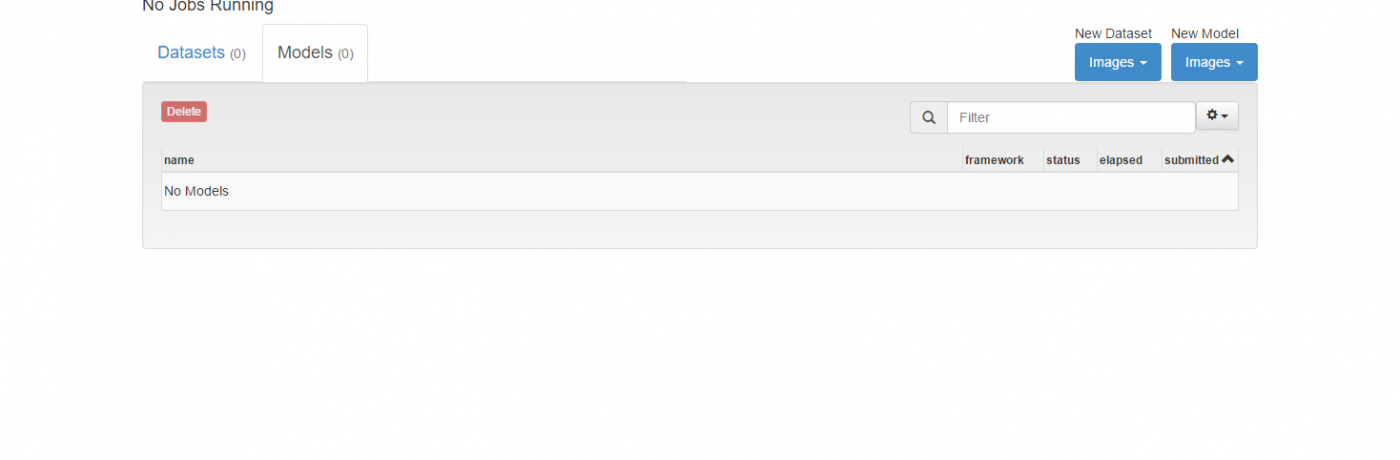 No Jobs Running
Datasets (0) Models (0)
New Dataset New Model
Images Images
Delete
Filter
name framework status elapsed submitted
No Models